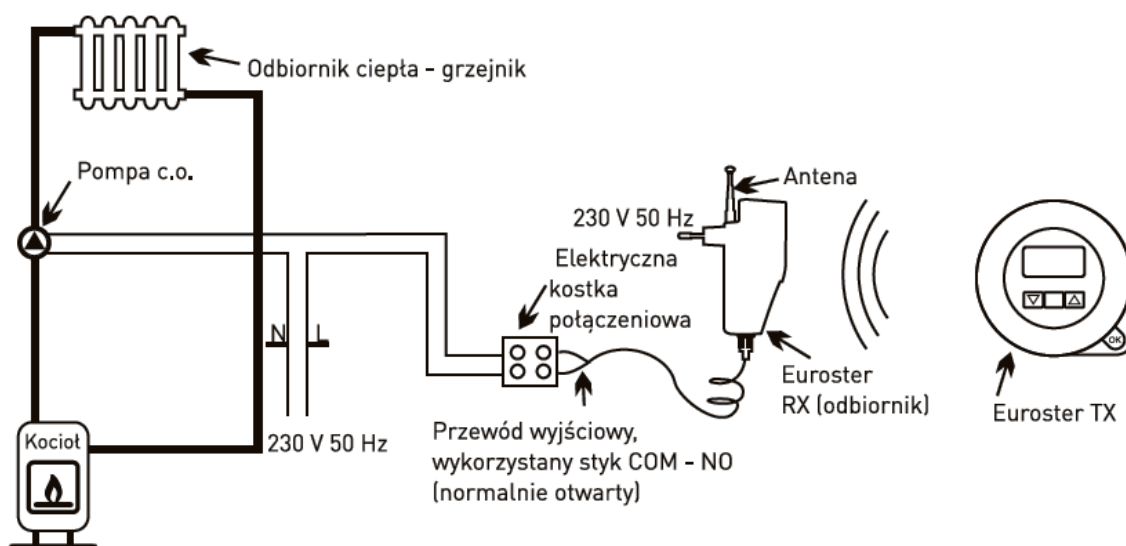 Odbiornik ciepła - grzejnik
Pompa c.o.
Antena
230 V 50 Hz
Elektryczna
kostka
połączeniowa
N L
Kocioł
230 V 50 Hz
Przewód wyjściowy,
wykorzystany styk COM - NO
(normalnie otwarty)
Euroster
RX (odbiornik)
OK
Euroster TX